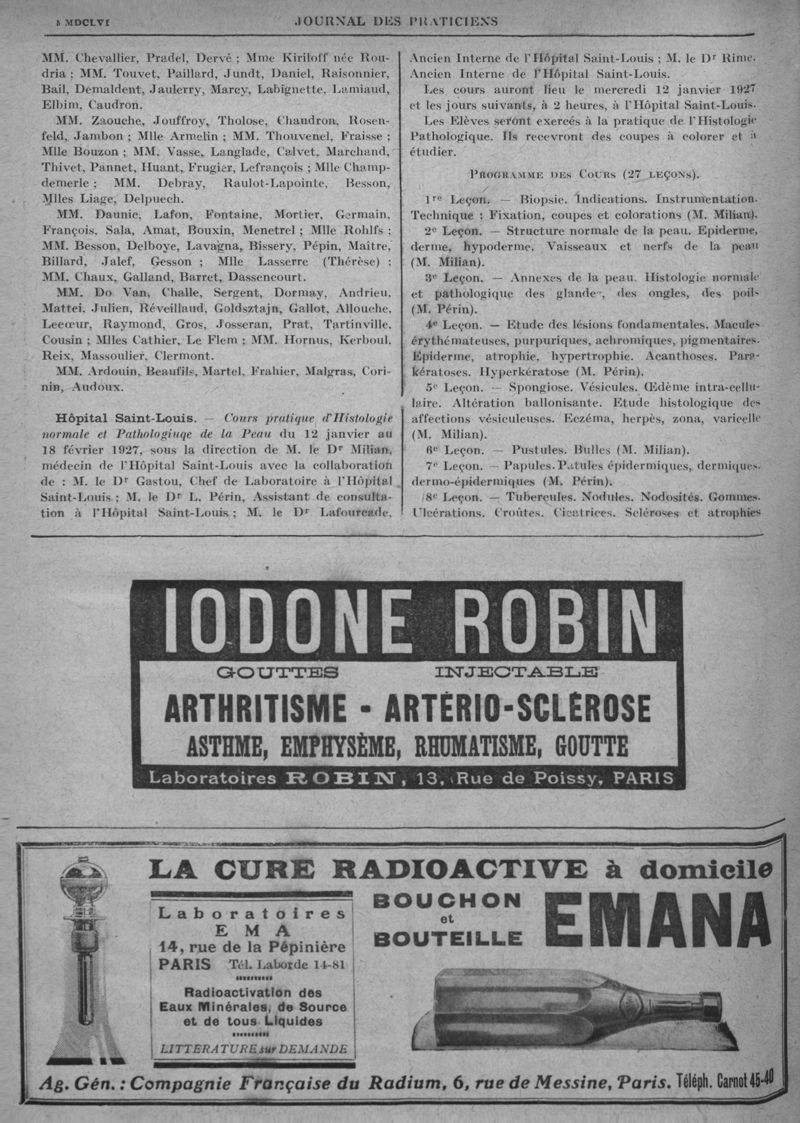 5 MDCLVI
JOURNAL DES PRATICIENS
MM. Chevallier, Pradel, Dervé ; Mme Kiriloff née Rou-
dria ; MM. Touvet, Paillard, Jundt, Daniel, Raisonnier,
Bail, Démaldent, Jaulerry, Marcy, Labignette, Lamiaud,
Elbim, Caudron.
MM. Zaouche, Jouffroy, Tholose, Chaudron, Rosen-
feld, Jambon ; Mlle Armelin ; MM. Thouvenel, Fraisse ;
Mlle Bouzon ; MM. Vasse, Langlade, Calvet, Marchand,
Thivet, Pannet, Huant, Frugier, Lefrançois ; Mlle Champ-
demerle ; MM. Debray, Raulot-Lapointe, Besson,
Mlles Liage, Delpuech.
MM. Daunie, Lafon, Fontaine, Mortier, Germain,
François, Sala, Amat, Bouxin, Menetrel ; Mlle Rohlfs ;
MM. Besson, Delboye, Lavagna, Bissery, Pépin, Maitre,
Billard, Jalef, Gesson ; Mlle Lasserre (Thérèse) ;
MM. Chaux, Galland, Barret, Dassencourt.
MM. Do Van, Challe, Sergent, Dormay, Andrieu,
Mattei, Julien, Réveillaud, Goldsztajn, Gallot, Allouche,
Lecœur, Raymond, Gros, Josseran, Prat, Tartinville,
Cousin ; Mlles Cathier, Le Flem ; MM. Hornus, Kerboul,
Reix, Massoulier, Clermont.
MM. Ardouin, Beaufils, Martel, Frahier, Malgras, Cori-
nin, Audoux.
Hôpital Saint-Louis. — Cours pratique d'Histologie
normale et Pathologiuqe de la Peau du 12 janvier au
18 février 1927, sous la direction de M. le Dr Milian,
médecin de l'Hôpital Saint-Louis avec la collaboration
de : M. le Dr Gastou, Chef de Laboratoire à l'Hôpital
Saint-Louis ; M. le Dr L. Périn, Assistant de consulta-
tion à l'Hôpital Saint-Louis ; M. le Dr Lafourcade,
Ancien Interne de l'Hôpital Saint-Louis ; M. le Dr Rime,
Ancien Interne de l'Hôpital Saint-Louis.
Les cours auront lieu le mercredi 12 janvier 1927
et les jours suivants, à 2 heures, à l'Hôpital Saint-Louis.
Les Elèves seront exercés à la pratique de l'Histologie
Pathologique. Ils recevront des coupes à colorer et à
étudier.
PROGRAMME DES COURS (27 LEÇONS).
1re Leçon. — Biopsie. Indications. Instrumentation.
Technique : Fixation, coupes et colorations (M. Milian).
2e Leçon. — Structure normale de la peau. Epiderme,
derme, hypoderme. Vaisseaux et nerfs de la peau
(M. Milian).
3e Leçon. — Annexes de la peau. Histologie normale
et pathologique des glandes, des ongles, des poils
(M. Périn).
4e Leçon. — Etude des lésions fondamentales. Macules
érythémateuses, purpuriques, achromiques, pigmentaires.
Epiderme, atrophie, hypertrophie. Acanthoses. Para-
kératoses. Hyperkératose (M. Périn).
5e Leçon. — Spongiose. Vésicules. Œdème intra-cellu-
laire. Altération ballonisante. Etude histologique des
affections vésiculeuses. Eczéma, herpès, zona, varicelle
(M. Milian).
6e Leçon. — Pustules. Bulles (M. Milian).
7e Leçon. — Papules. Patules épidermiques, dermiques,
dermo-épidermiques (M. Périn).
8e Leçon. — Tubercules. Nodules. Nodosités. Gommes.
Ulcérations. Croûtes. Cicatrices. Scléroses et atrophies
IODONE ROBIN
GOUTTES INJECTABLE
ARTHRITISME - ARTÉRIO-SCLÉROSE
ASTHME, EMPHYSÈME, RHUMATISME, GOUTTE
Laboratoires ROBIN, 13, Rue de Poissy, PARIS
LA CURE RADIOACTIVE à domicile
Laboratoires
EMA
14, rue de la Pépinière
PARIS Tél. Laborde 14-81
Radioactivation des
Eaux Minérales, de Source
et de tous Liquides
LITTERATURE sur DEMANDE
BOUCHON
et
BOUTEILLE
EMANA
Ag. Gén. : Compagnie Française du Radium, 6, rue de Messine, Paris. Téléph. Carnot 45-40